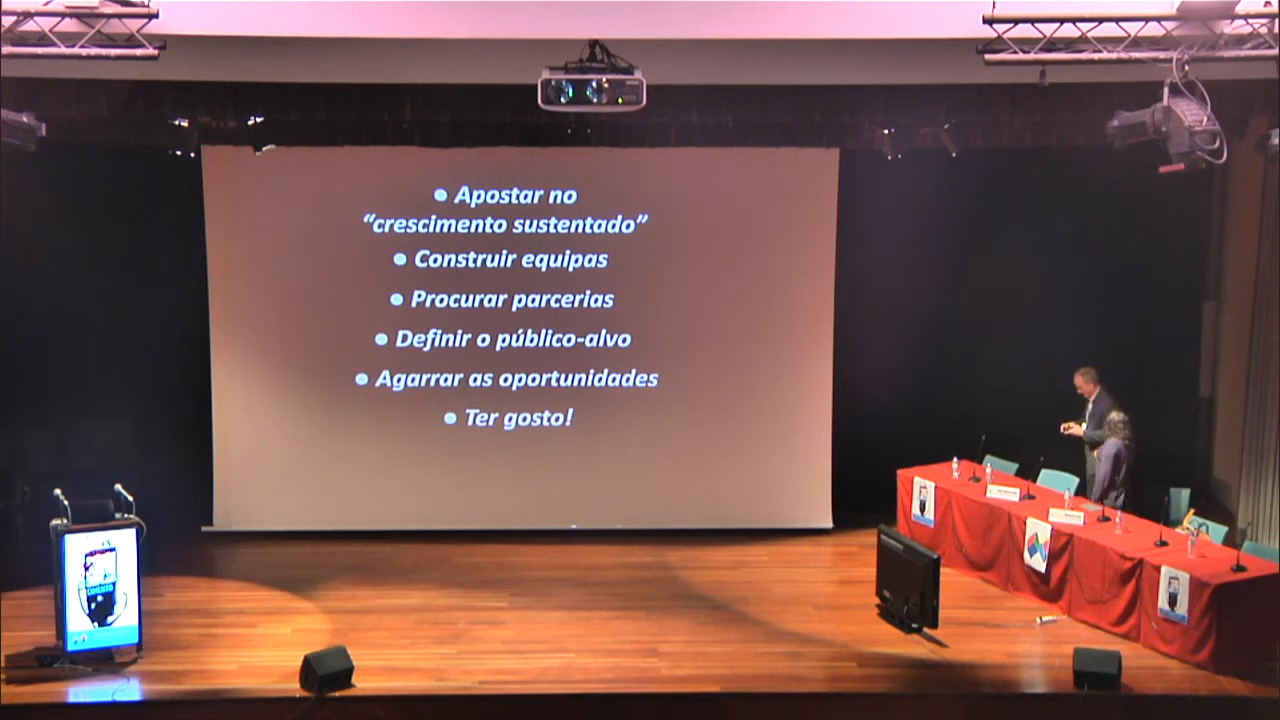 ● Apostar no
“crescimento sustentado”
● Construir equipas
● Procurar parcerias
● Definir o público-alvo
● Agarrar as oportunidades
● Ter gosto!